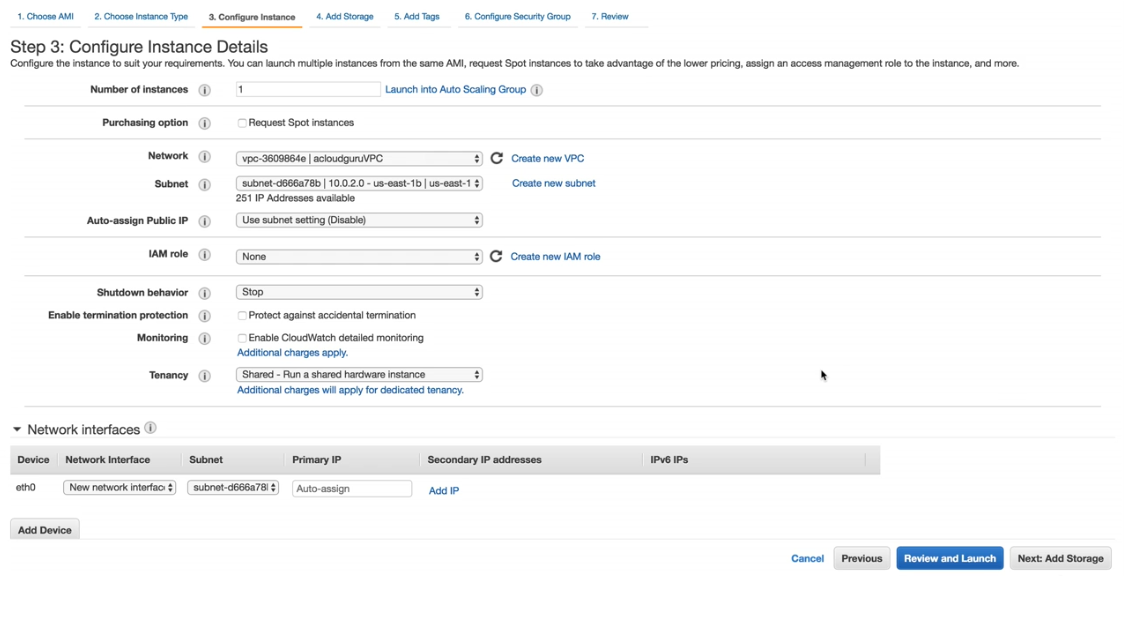 1. Choose AMI 2. Choose Instance Type 3. Configure Instance 4. Add Storage 5. Add Tags 6. Configure Security Group 7. Review
Step 3: Configure Instance Details
Configure the instance to suit your requirements. You can launch multiple instances from the same AMI, request Spot instances to take advantage of the lower pricing, assign an access management role to the instance, and more.
Number of instances 1 Launch into Auto Scaling Group
Purchasing option Request Spot instances
Network vpc-3609864e | acloudguruVPC Create new VPC
Subnet subnet-d666a78b | 10.0.2.0 - us-east-1b | us-east-1 Create new subnet
251 IP Addresses available
Auto-assign Public IP Use subnet setting (Disable)
IAM role None Create new IAM role
Shutdown behavior Stop
Enable termination protection Protect against accidental termination
Monitoring Enable CloudWatch detailed monitoring
Additional charges apply.
Tenancy Shared - Run a shared hardware instance
Additional charges will apply for dedicated tenancy.
Network interfaces
Device Network Interface Subnet Primary IP Secondary IP addresses IPv6 IPs
eth0 New network interfac subnet-d666a78 Auto-assign Add IP
Add Device
Cancel Previous Review and Launch Next: Add Storage